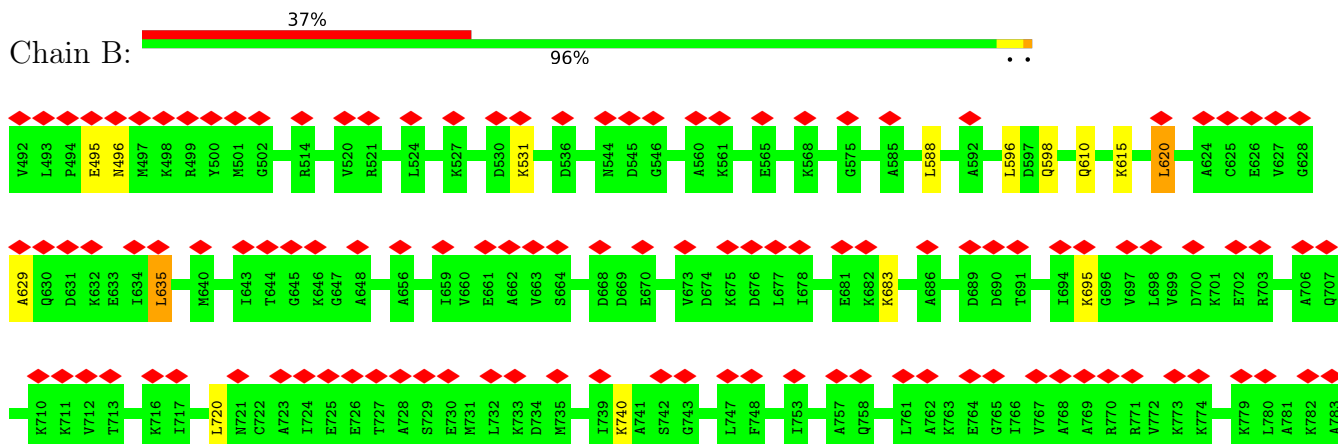 37%
Chain B:
96%
• •
V492 L493 P494 E495 N496 M497 K498 R499 Y500 M501 G502 R514 V520 R521 L524 K527 D530 K531 D536 N544 D545 G546 A560 K561 E565 K568 G575 A585 L588 A592 L596 D597 Q598 Q610 K615 L620 A624 C625 E626 V627 G628
A629 Q630 D631 K632 E633 I634 L635 M640 I643 T644 G645 K646 G647 A648 A656 I659 V660 E661 A662 V663 S664 D668 D669 E670 V673 D674 K675 D676 L677 I678 E681 K682 K683 A686 D689 D690 T691 I694 K695 G696 V697 L698 V699 D700 K701 E702 R703 A706 Q707
K710 K711 V712 T713 K716 I717 L720 N721 C722 A723 I724 E725 E726 T727 A728 S729 E730 M731 L732 K733 D734 M735 I739 K740 A741 S742 G743 L747 F748 I753 A757 Q758 L761 A762 K763 E764 G765 I766 V767 A768 A769 R770 R771 V772 K773 K774 K779 L780 A781 K782 A783